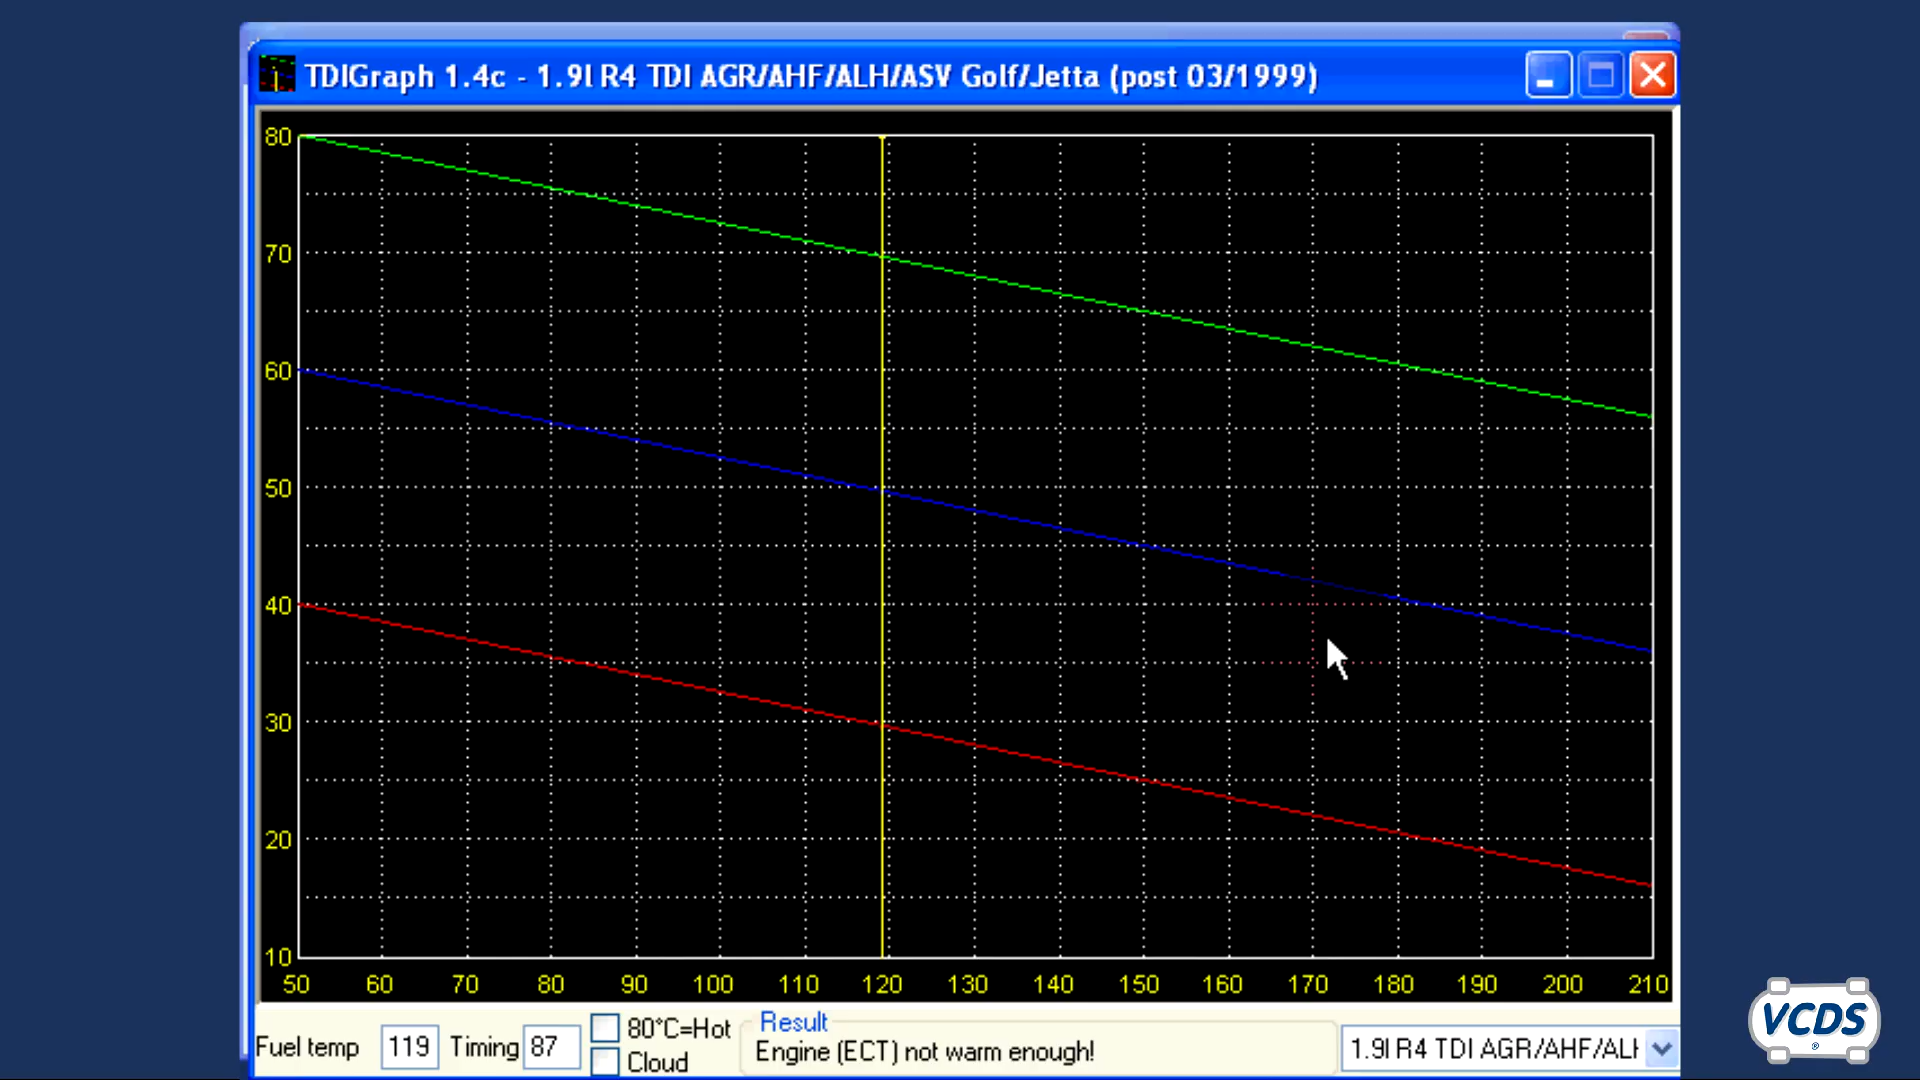 TDIGraph 1.4c - 1.9l R4 TDI AGR/AHF/ALH/ASV Golf/Jetta (post 03/1999)
80
70
60
50
40
30
20
10
50 60 70 80 90 100 110 120 130 140 150 160 170 180 190 200 210
Fuel temp 119 Timing 87
80°C=Hot
Cloud
Result
Engine (ECT) not warm enough!
1.9l R4 TDI AGR/AHF/ALH
VCDS
®